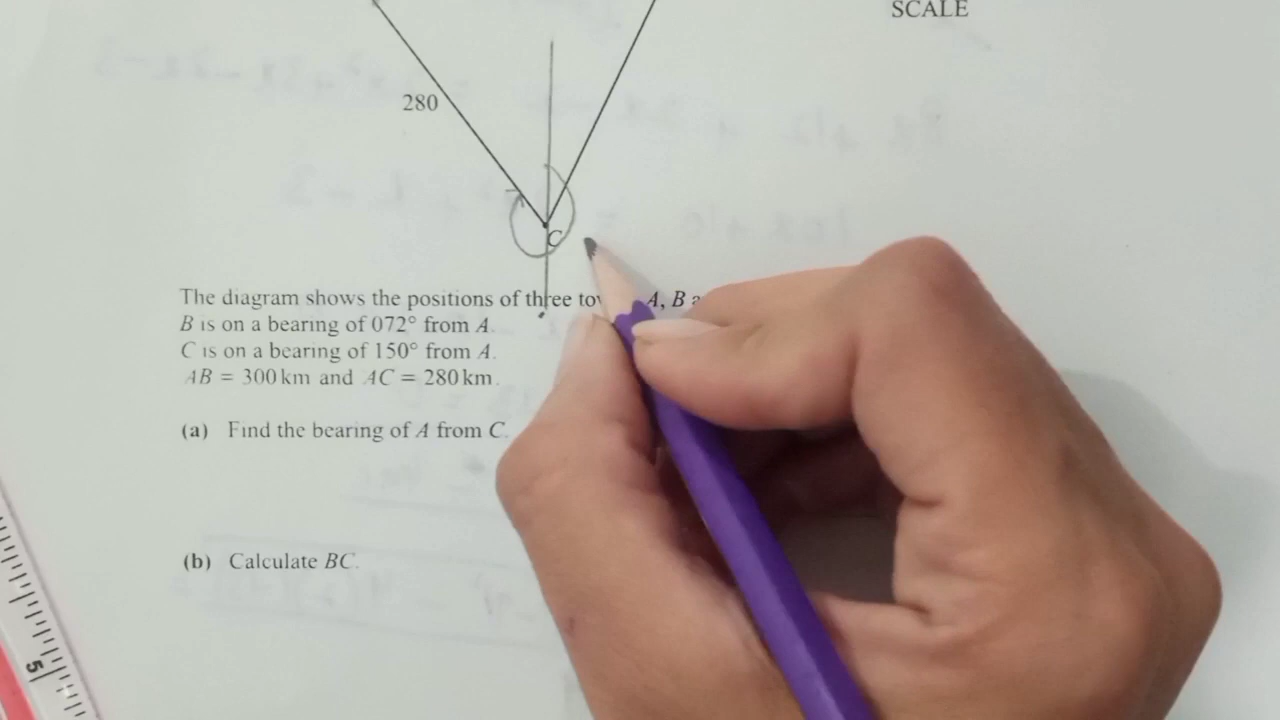 SCALE
280
C
The diagram shows the positions of three A, B
B is on a bearing of 072° from A.
C is on a bearing of 150° from A.
AB = 300 km and AC = 280 km.
(a) Find the bearing of A from C.
(b) Calculate BC.
5